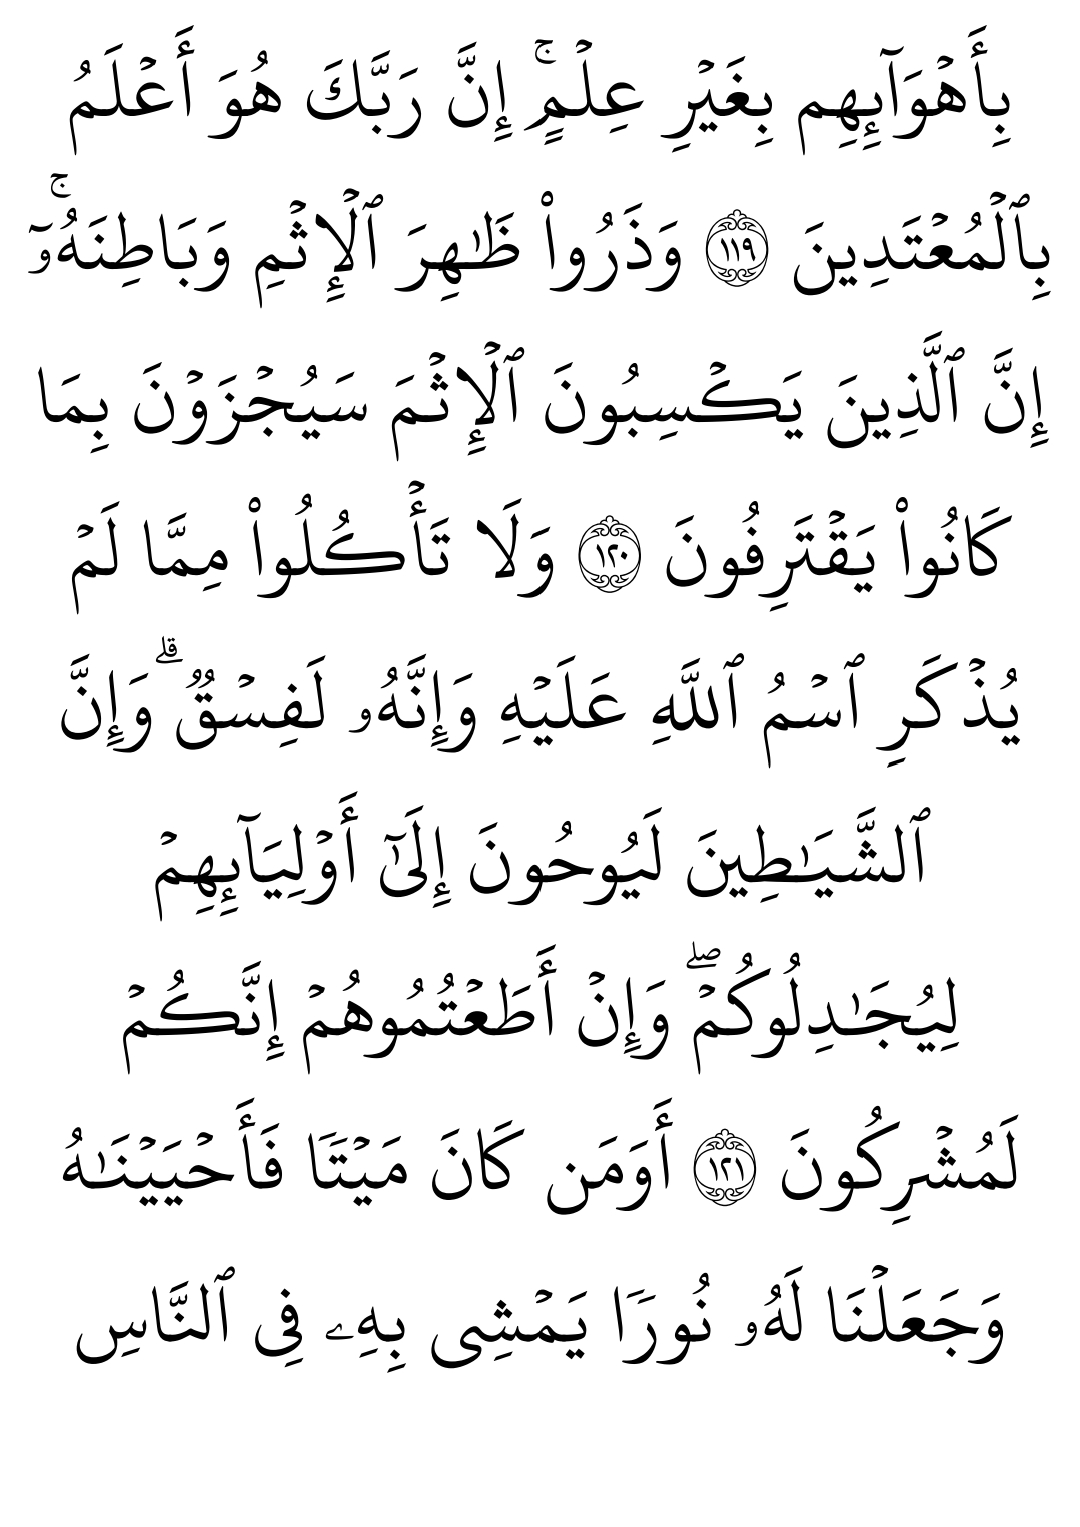 بِأَهۡوَآئِهِم بِغَيۡرِ عِلۡمٍۚ إِنَّ رَبَّكَ هُوَ أَعۡلَمُ
بِٱلۡمُعۡتَدِينَ ١١٩ وَذَرُواْ ظَٰهِرَ ٱلۡإِثۡمِ وَبَاطِنَهُۥٓۚ
إِنَّ ٱلَّذِينَ يَكۡسِبُونَ ٱلۡإِثۡمَ سَيُجۡزَوۡنَ بِمَا
كَانُواْ يَقۡتَرِفُونَ ١٢٠ وَلَا تَأۡكُلُواْ مِمَّا لَمۡ
يُذۡكَرِ ٱسۡمُ ٱللَّهِ عَلَيۡهِ وَإِنَّهُۥ لَفِسۡقٞۗ وَإِنَّ
ٱلشَّيَٰطِينَ لَيُوحُونَ إِلَىٰٓ أَوۡلِيَآئِهِمۡ
لِيُجَٰدِلُوكُمۡۖ وَإِنۡ أَطَعۡتُمُوهُمۡ إِنَّكُمۡ
لَمُشۡرِكُونَ ١٢١ أَوَمَن كَانَ مَيۡتٗا فَأَحۡيَيۡنَٰهُ
وَجَعَلۡنَا لَهُۥ نُورٗا يَمۡشِي بِهِۦ فِي ٱلنَّاسِ